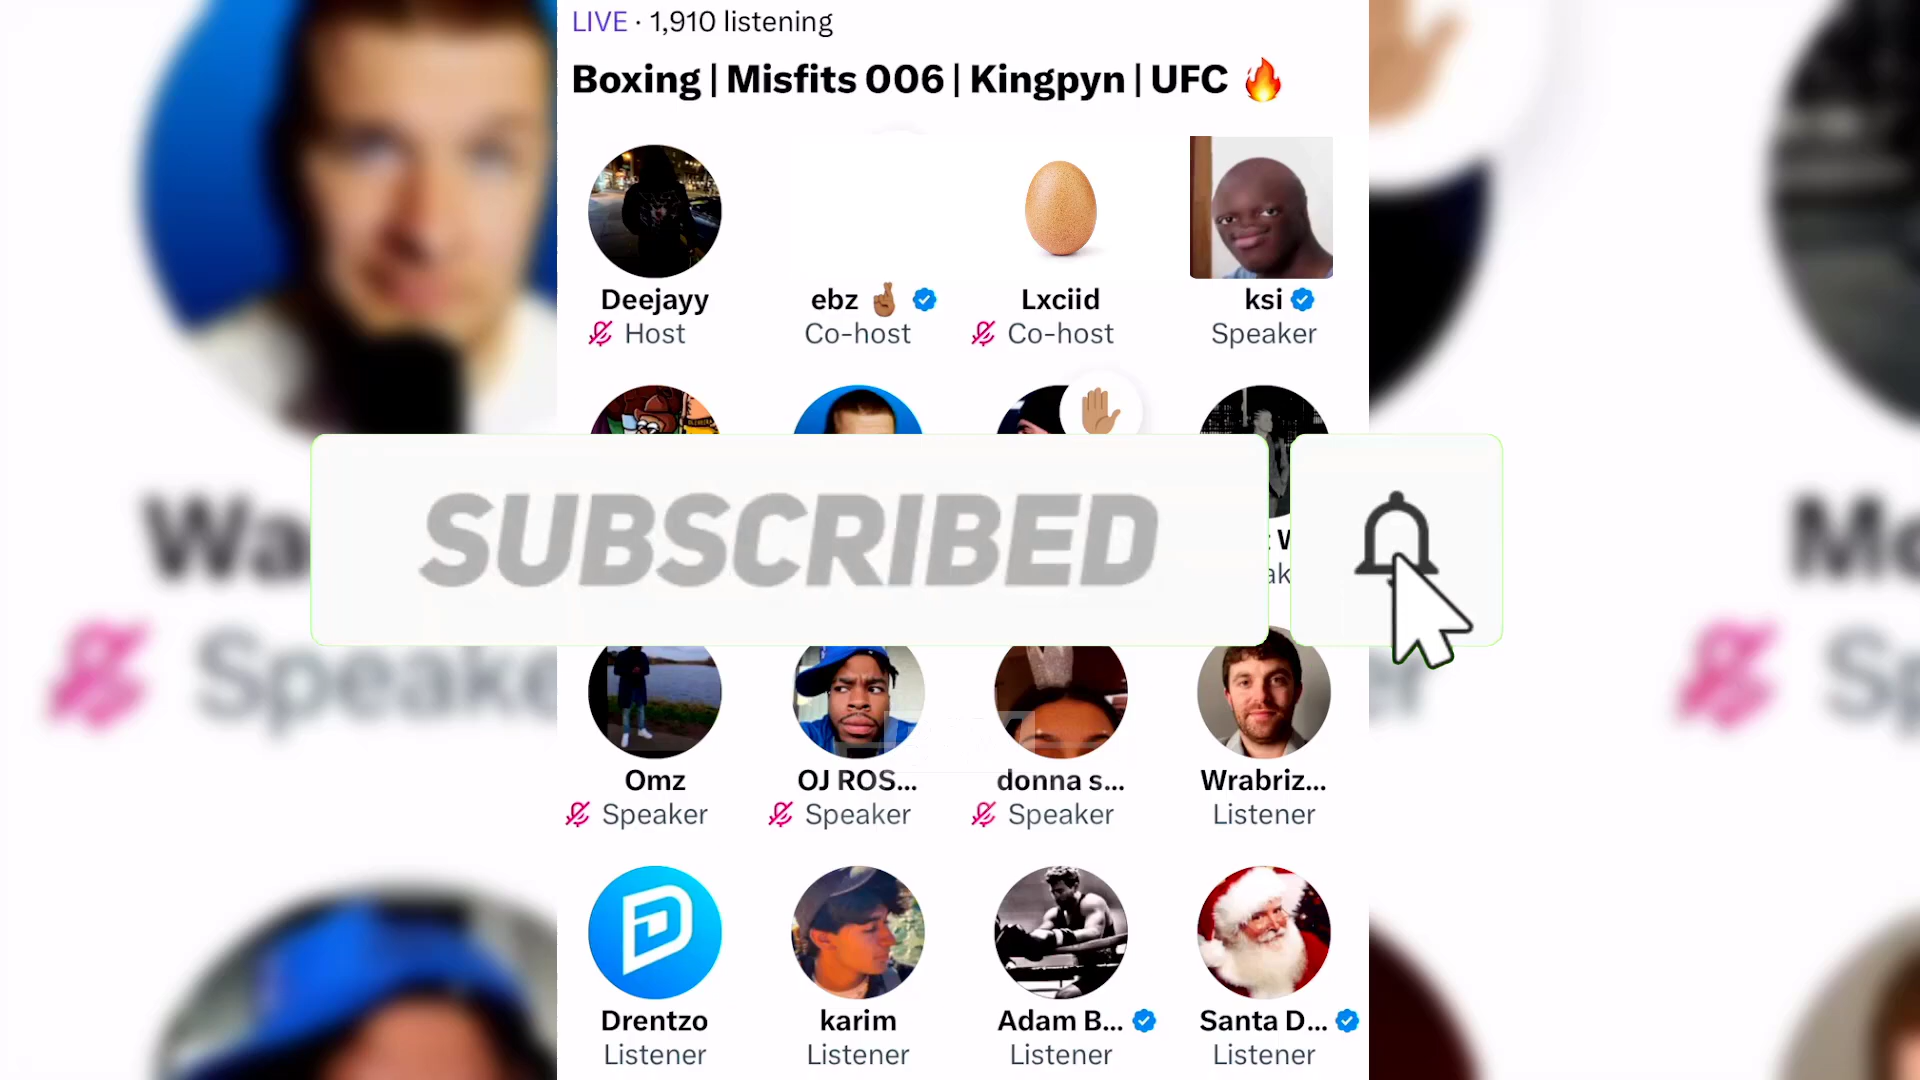 LIVE · 1,910 listening
Boxing | Misfits 006 | Kingpyn | UFC 🔥
Deejayy
ebz 🤞🏾
Lxciid
ksi
Host
Co-host
Co-host
Speaker
SUBSCRIBED
Speake
Omz
OJ ROS...
donna s...
Wrabriz...
Speaker
Speaker
Speaker
Listener
Drentzo
karim
Adam B...
Santa D...
Listener
Listener
Listener
Listener